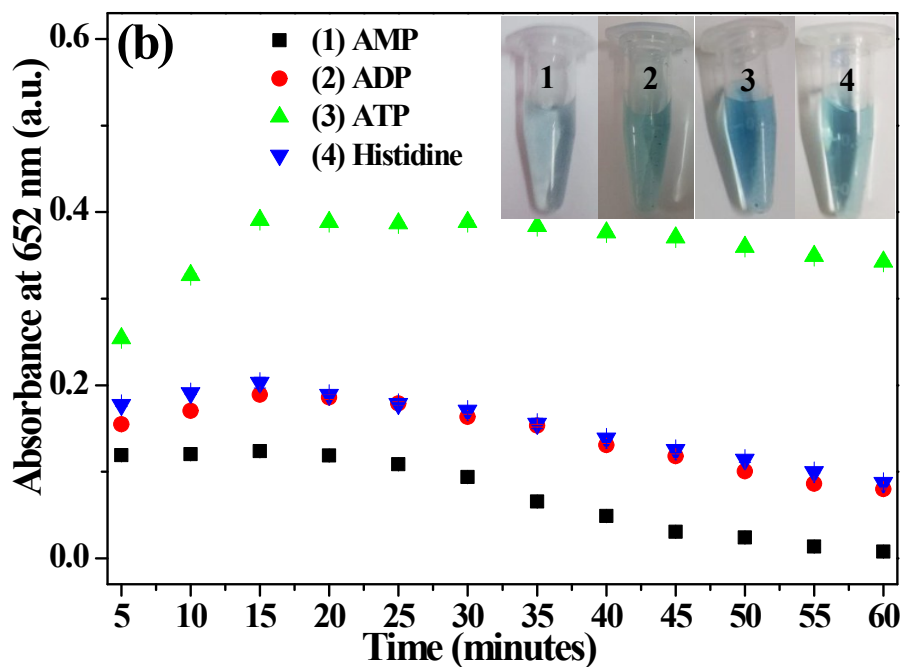 (b)
(1) AMP
(2) ADP
(3) ATP
(4) Histidine
1 2 3 4
Absorbance at 652 nm (a.u.)
0.6
0.4
0.2
0.0
5 10 15 20 25 30 35 40 45 50 55 60
Time (minutes)